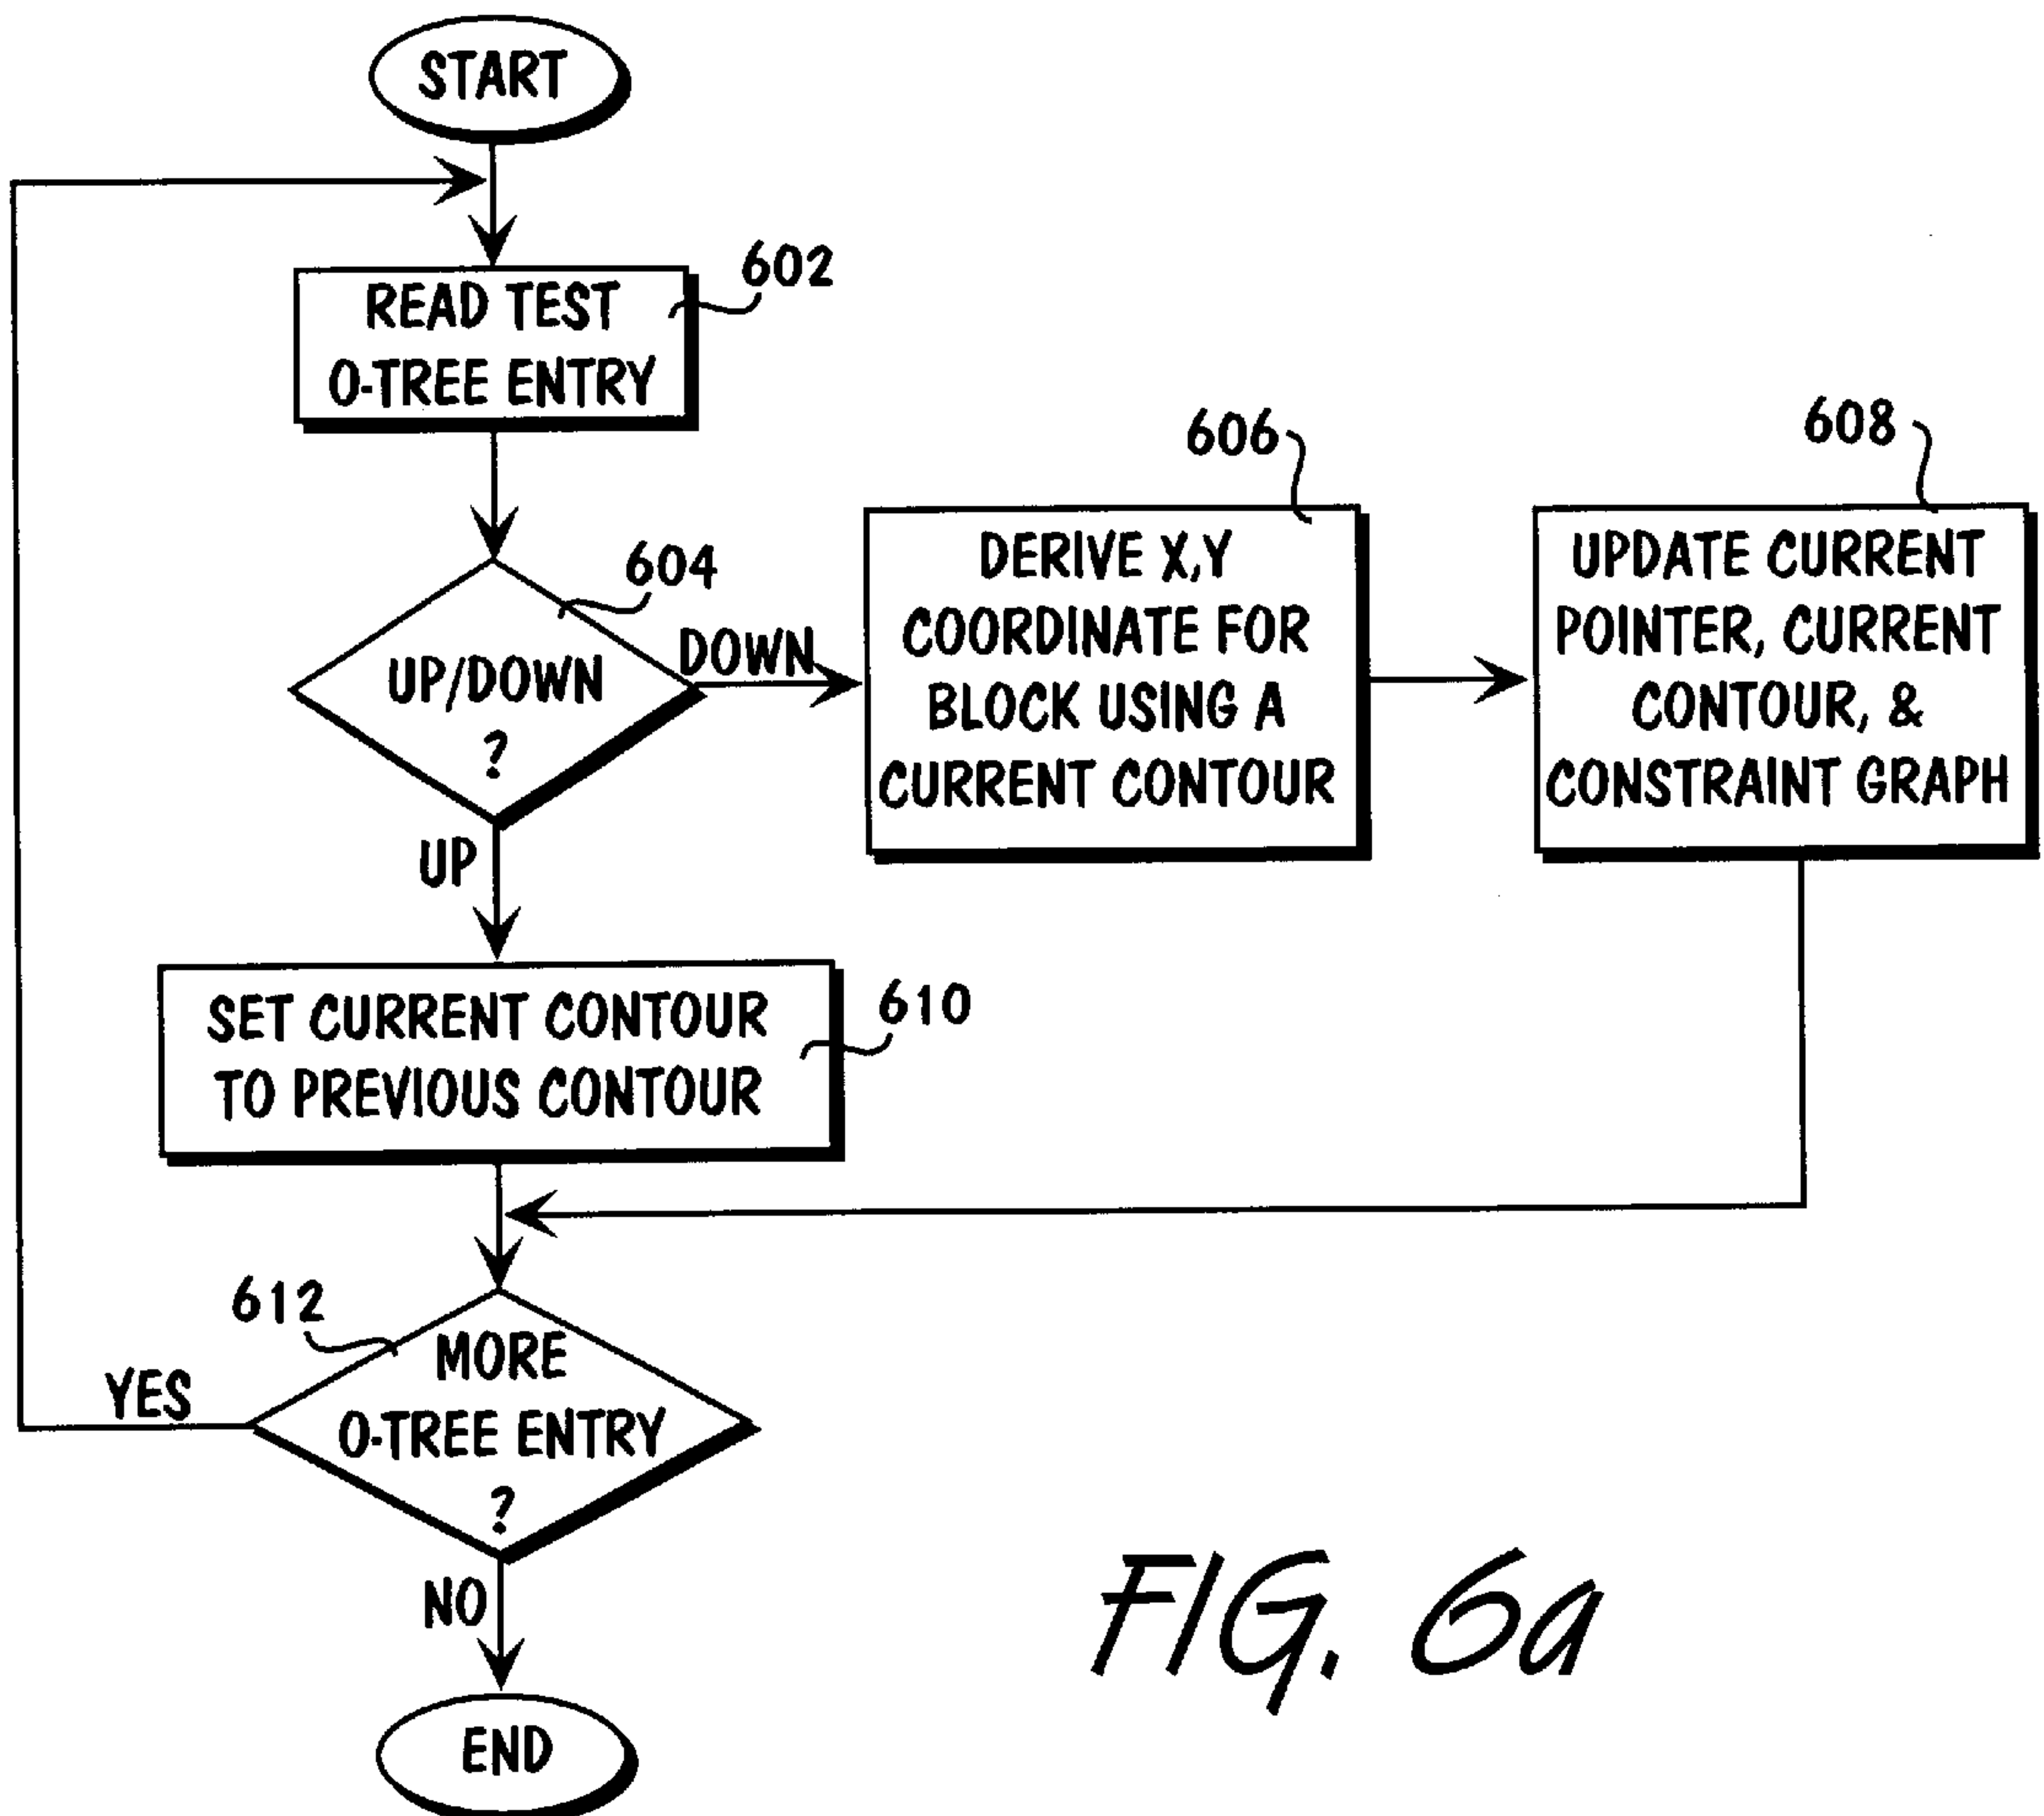 START
602
READ TEST
O-TREE ENTRY
604
UP/DOWN
?
DOWN
606
DERIVE X,Y
COORDINATE FOR
BLOCK USING A
CURRENT CONTOUR
608
UPDATE CURRENT
POINTER, CURRENT
CONTOUR, &
CONSTRAINT GRAPH
UP
SET CURRENT CONTOUR
TO PREVIOUS CONTOUR
610
612
MORE
O-TREE ENTRY
?
YES
NO
END
FIG. 6a